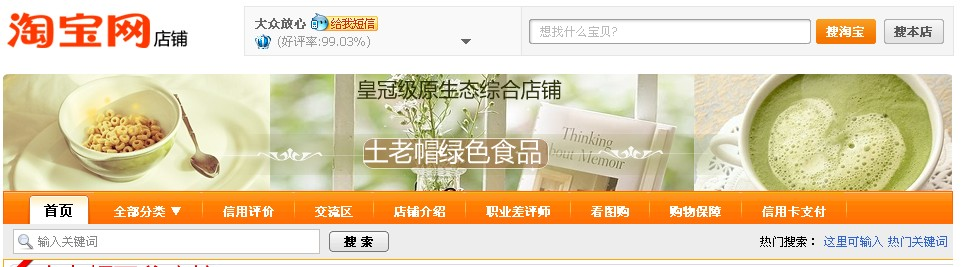 淘宝网店铺
大众放心 给我短信
(好评率:99.03%)
想找什么宝贝?
搜淘宝
搜本店
皇冠级原生态综合店铺
土老帽绿色食品
Thinking
About Memoir
首页 全部分类▼ 信用评价 交流区 店铺介绍 职业差评师 看图购 购物保障 信用卡支付
输入关键词 搜 索 热门搜索： 这里可输入 热门关键词